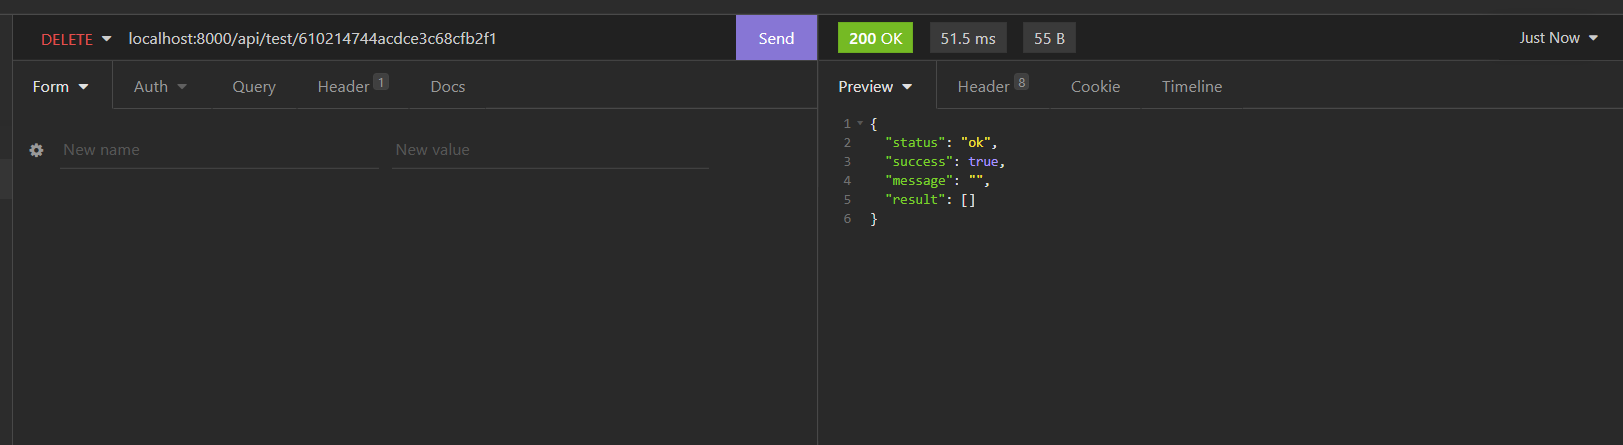 DELETE localhost:8000/api/test/610214744acdce3c68cfb2f1 Send 200 OK 51.5 ms 55 B Just Now
Form Auth Query Header 1 Docs Preview Header 8 Cookie Timeline
New name New value
1 {
2 "status": "ok",
3 "success": true,
4 "message": "",
5 "result": []
6 }